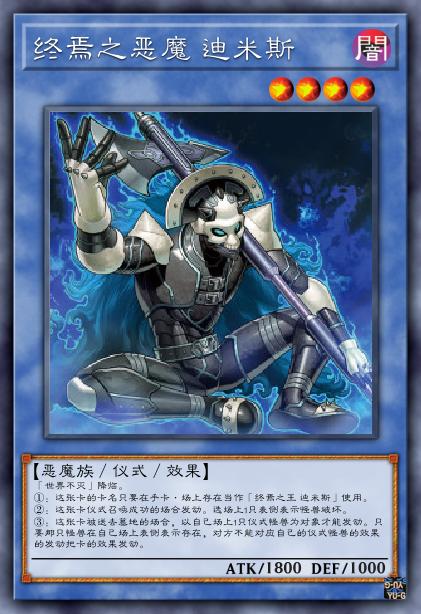 终焉之恶魔 迪米斯
闇
【恶魔族/仪式/效果】
「世界不灭」降临。
①：这张卡的卡名只要在手卡·场上存在当作「终焉之王 迪米斯」使用。
②：这张卡仪式召唤成功的场合发动。选场上1只表侧表示怪兽破坏。
③：这张卡被送去墓地的场合，以自己场上1只仪式怪兽为对象才能发动。只
要那只怪兽在自己场上表侧表示存在，对方不能对应自己的仪式怪兽的效果
的发动把卡的效果发动。
ATK/1800 DEF/1000